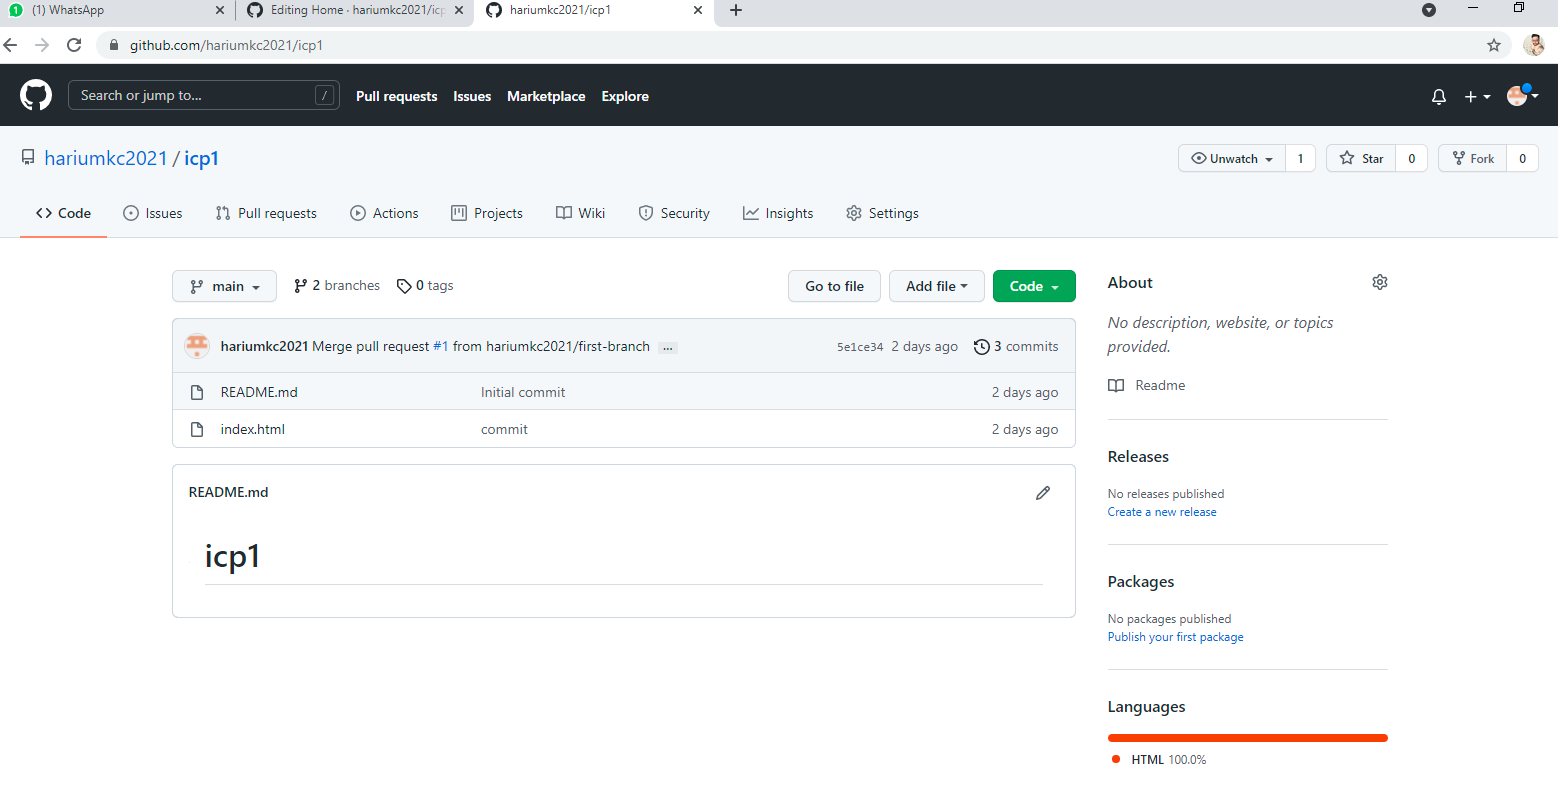 1 (1) WhatsApp
Editing Home · hariumkc2021/icp
hariumkc2021/icp1
github.com/hariumkc2021/icp1
Search or jump to... /
Pull requests Issues Marketplace Explore
hariumkc2021 / icp1
Unwatch 1 Star 0 Fork 0
Code Issues Pull requests Actions Projects Wiki Security Insights Settings
main 2 branches 0 tags
Go to file Add file Code
hariumkc2021 Merge pull request #1 from hariumkc2021/first-branch ... 5e1ce34 2 days ago 3 commits
README.md Initial commit 2 days ago
index.html commit 2 days ago
README.md
icp1
About
No description, website, or topics
provided.
Readme
Releases
No releases published
Create a new release
Packages
No packages published
Publish your first package
Languages
HTML 100.0%